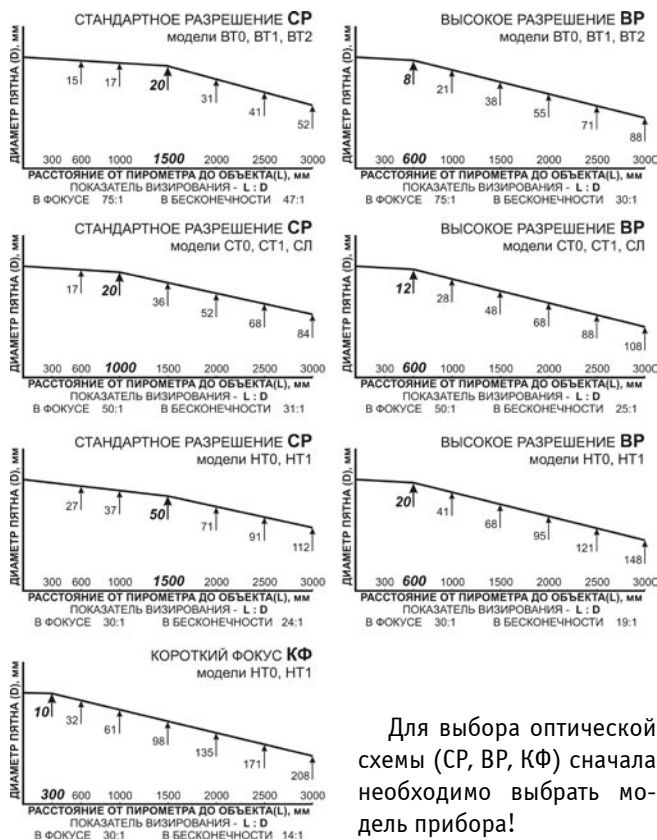 СТАНДАРТНОЕ РАЗРЕШЕНИЕ СР
модели ВТ0, ВТ1, ВТ2
ДИАМЕТР ПЯТНА (D), мм
15 17 20 31 41 52
300 600 1000 1500 2000 2500 3000
РАССТОЯНИЕ ОТ ПИРОМЕТРА ДО ОБЪЕКТА(L), мм
ПОКАЗАТЕЛЬ ВИЗИРОВАНИЯ - L : D
В ФОКУСЕ 75:1 В БЕСКОНЕЧНОСТИ 47:1
ВЫСОКОЕ РАЗРЕШЕНИЕ ВР
модели ВТ0, ВТ1, ВТ2
ДИАМЕТР ПЯТНА (D), мм
8 21 38 55 71 88
300 600 1000 1500 2000 2500 3000
РАССТОЯНИЕ ОТ ПИРОМЕТРА ДО ОБЪЕКТА(L), мм
ПОКАЗАТЕЛЬ ВИЗИРОВАНИЯ - L : D
В ФОКУСЕ 75:1 В БЕСКОНЕЧНОСТИ 30:1
СТАНДАРТНОЕ РАЗРЕШЕНИЕ СР
модели СТ0, СТ1, СЛ
ДИАМЕТР ПЯТНА (D), мм
17 20 36 52 68 84
300 600 1000 1500 2000 2500 3000
РАССТОЯНИЕ ОТ ПИРОМЕТРА ДО ОБЪЕКТА(L), мм
ПОКАЗАТЕЛЬ ВИЗИРОВАНИЯ - L : D
В ФОКУСЕ 50:1 В БЕСКОНЕЧНОСТИ 31:1
ВЫСОКОЕ РАЗРЕШЕНИЕ ВР
модели СТ0, СТ1, СЛ
ДИАМЕТР ПЯТНА (D), мм
12 28 48 68 88 108
300 600 1000 1500 2000 2500 3000
РАССТОЯНИЕ ОТ ПИРОМЕТРА ДО ОБЪЕКТА(L), мм
ПОКАЗАТЕЛЬ ВИЗИРОВАНИЯ - L : D
В ФОКУСЕ 50:1 В БЕСКОНЕЧНОСТИ 25:1
СТАНДАРТНОЕ РАЗРЕШЕНИЕ СР
модели НТ0, НТ1
ДИАМЕТР ПЯТНА (D), мм
27 37 50 71 91 112
300 600 1000 1500 2000 2500 3000
РАССТОЯНИЕ ОТ ПИРОМЕТРА ДО ОБЪЕКТА(L), мм
ПОКАЗАТЕЛЬ ВИЗИРОВАНИЯ - L : D
В ФОКУСЕ 30:1 В БЕСКОНЕЧНОСТИ 24:1
ВЫСОКОЕ РАЗРЕШЕНИЕ ВР
модели НТ0, НТ1
ДИАМЕТР ПЯТНА (D), мм
20 41 68 95 121 148
300 600 1000 1500 2000 2500 3000
РАССТОЯНИЕ ОТ ПИРОМЕТРА ДО ОБЪЕКТА(L), мм
ПОКАЗАТЕЛЬ ВИЗИРОВАНИЯ - L : D
В ФОКУСЕ 30:1 В БЕСКОНЕЧНОСТИ 19:1
КОРОТКИЙ ФОКУС КФ
модели НТ0, НТ1
ДИАМЕТР ПЯТНА (D), мм
10 32 61 98 135 171 208
300 600 1000 1500 2000 2500 3000
РАССТОЯНИЕ ОТ ПИРОМЕТРА ДО ОБЪЕКТА(L), мм
ПОКАЗАТЕЛЬ ВИЗИРОВАНИЯ - L : D
В ФОКУСЕ 30:1 В БЕСКОНЕЧНОСТИ 14:1
Для выбора оптической
схемы (СР, ВР, КФ) сначала
необходимо выбрать мо-
дель прибора!